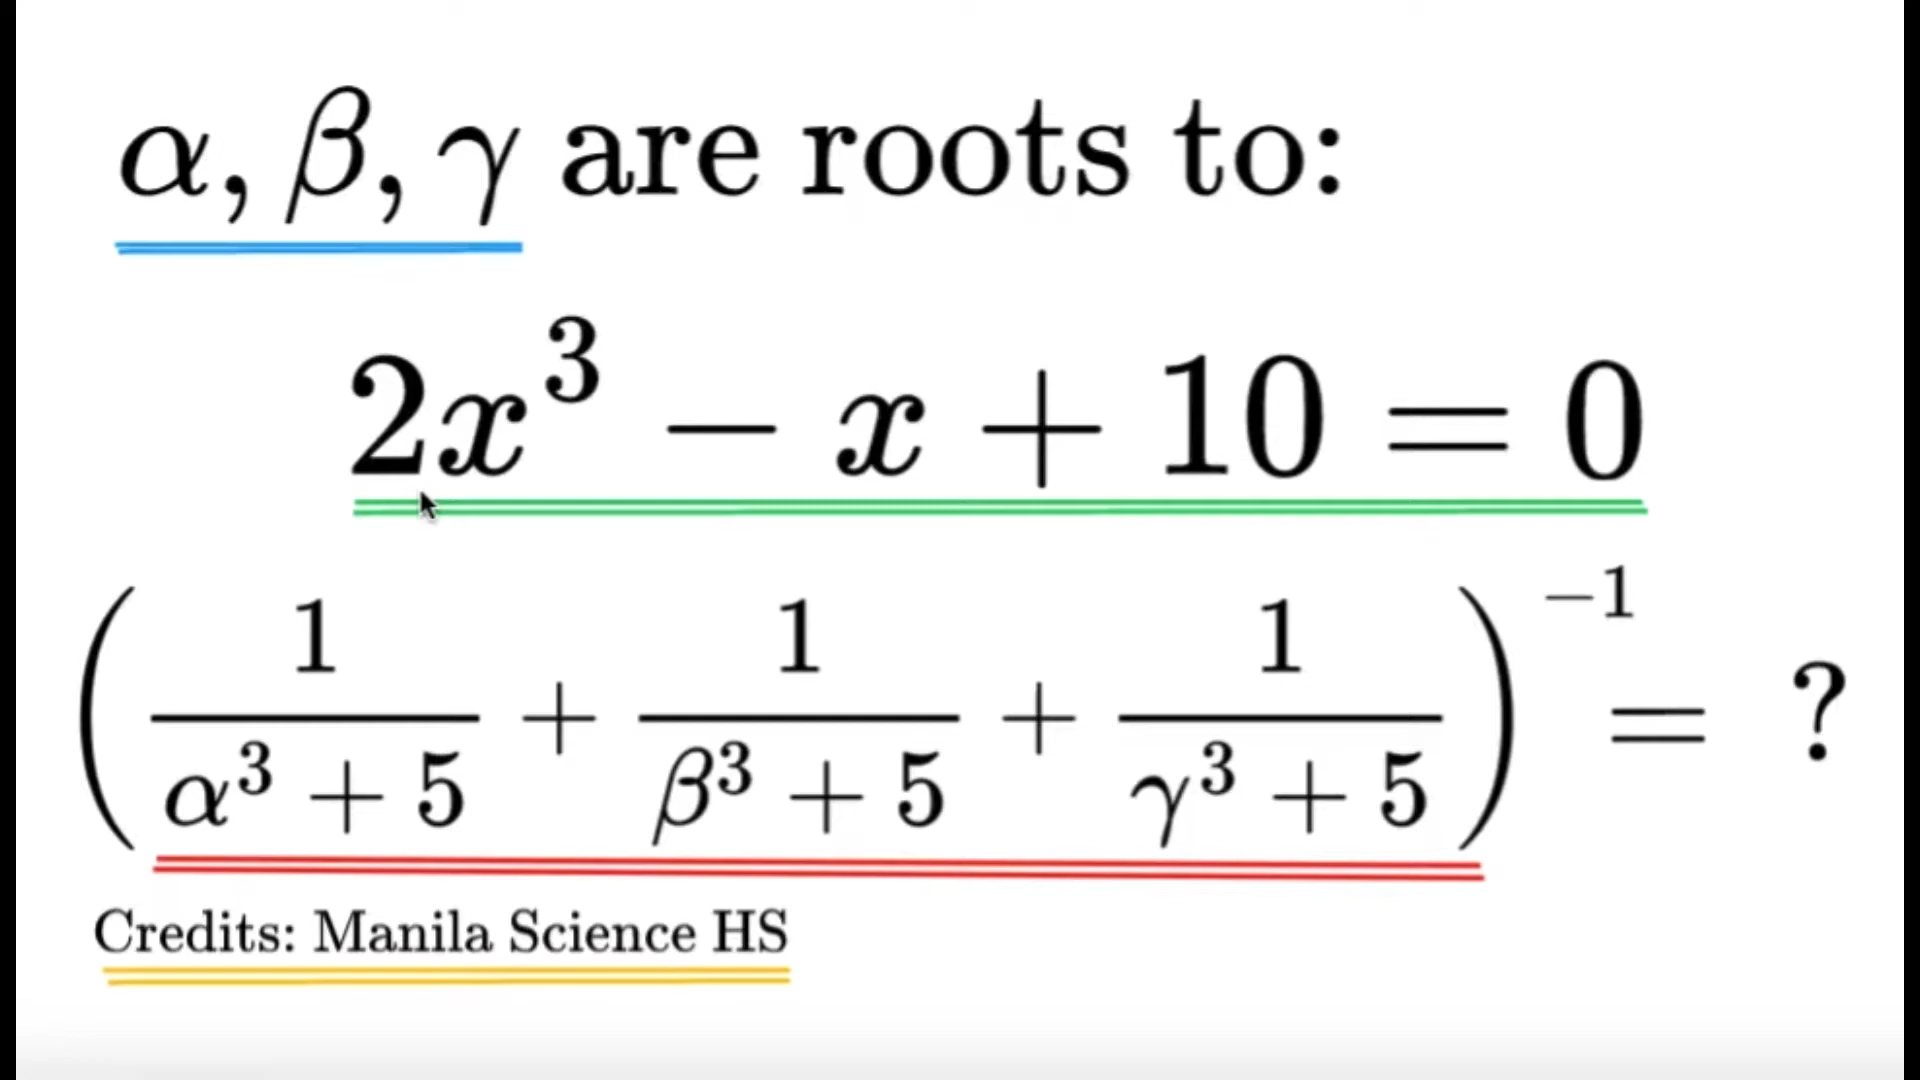 α, β, γ are roots to:
2x³ − x + 10 = 0
(1/(α³ + 5) + 1/(β³ + 5) + 1/(γ³ + 5))⁻¹ = ?
Credits: Manila Science HS